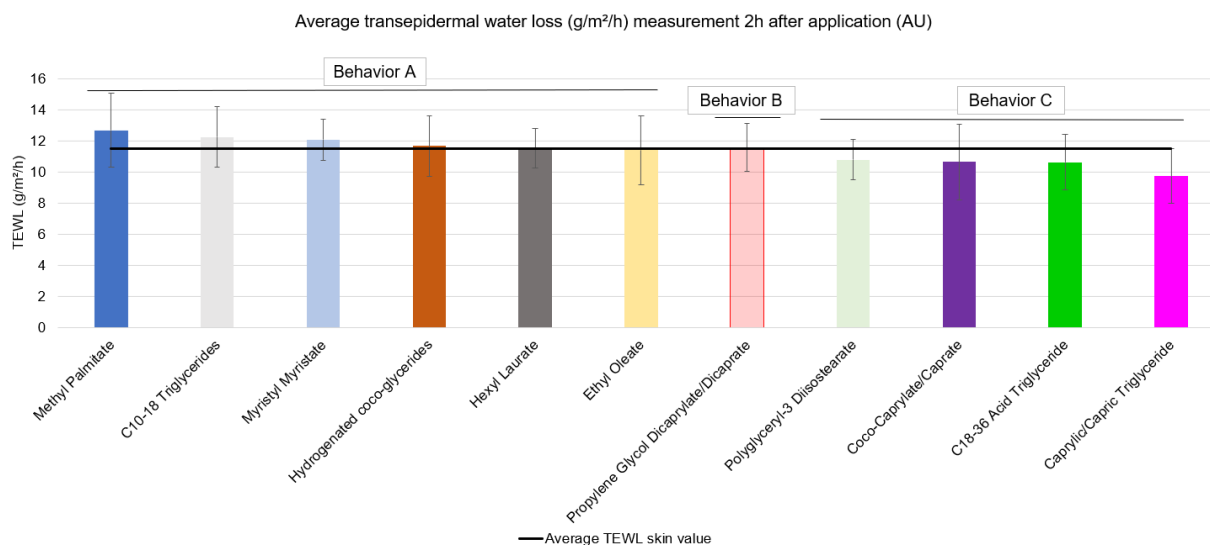 Average transepidermal water loss (g/m²/h) measurement 2h after application (AU)
Behavior A
Behavior B
Behavior C
TEWL (g/m²/h)
16
14
12
10
8
6
4
2
0
Methyl Palmitate
C10-18 Triglycerides
Myristyl Myristate
Hydrogenated coco-glycerides
Hexyl Laurate
Ethyl Oleate
Propylene Glycol Dicaprylate/Dicaprate
Polyglyceryl-3 Diisostearate
Coco-Caprylate/Caprate
C18-36 Acid Triglyceride
Caprylic/Capric Triglyceride
Average TEWL skin value